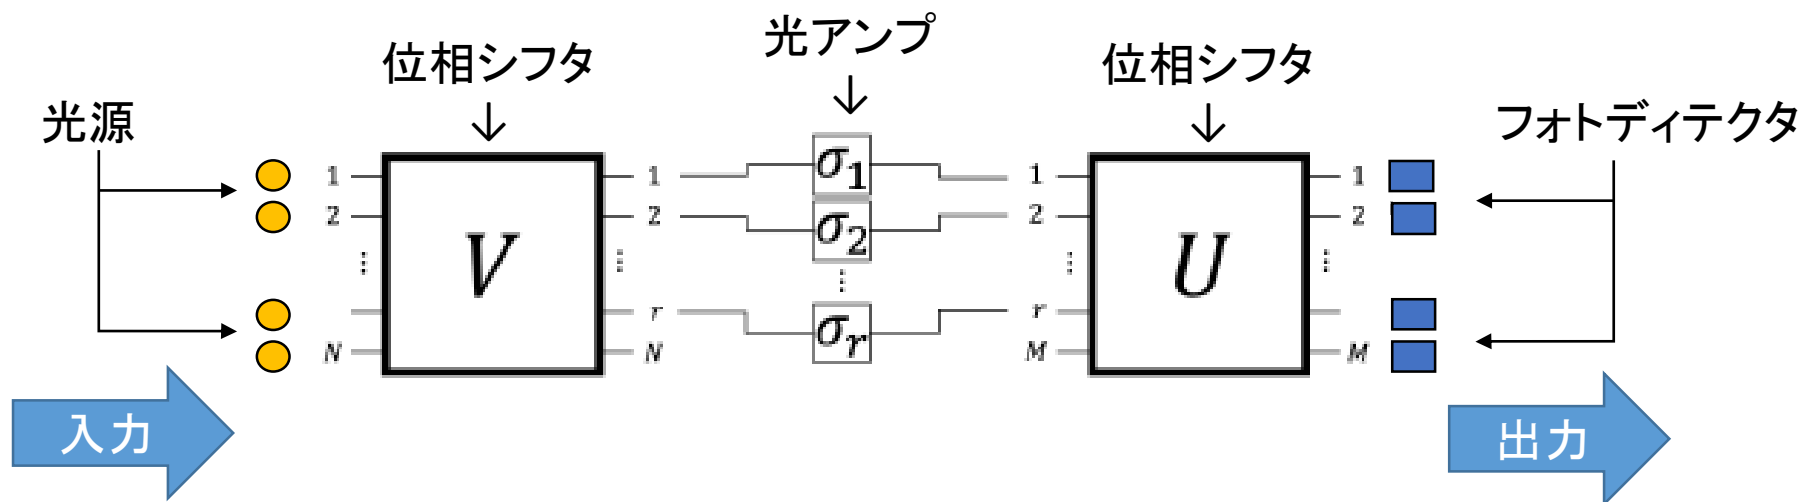 光アンプ
位相シフタ
位相シフタ
光源
フォトディテクタ
1 1 σ1 1 1
2 2 σ2 2 2
⋮ V ⋮ ⋮ ⋮ U ⋮
r σr r
N N M M
入力
出力